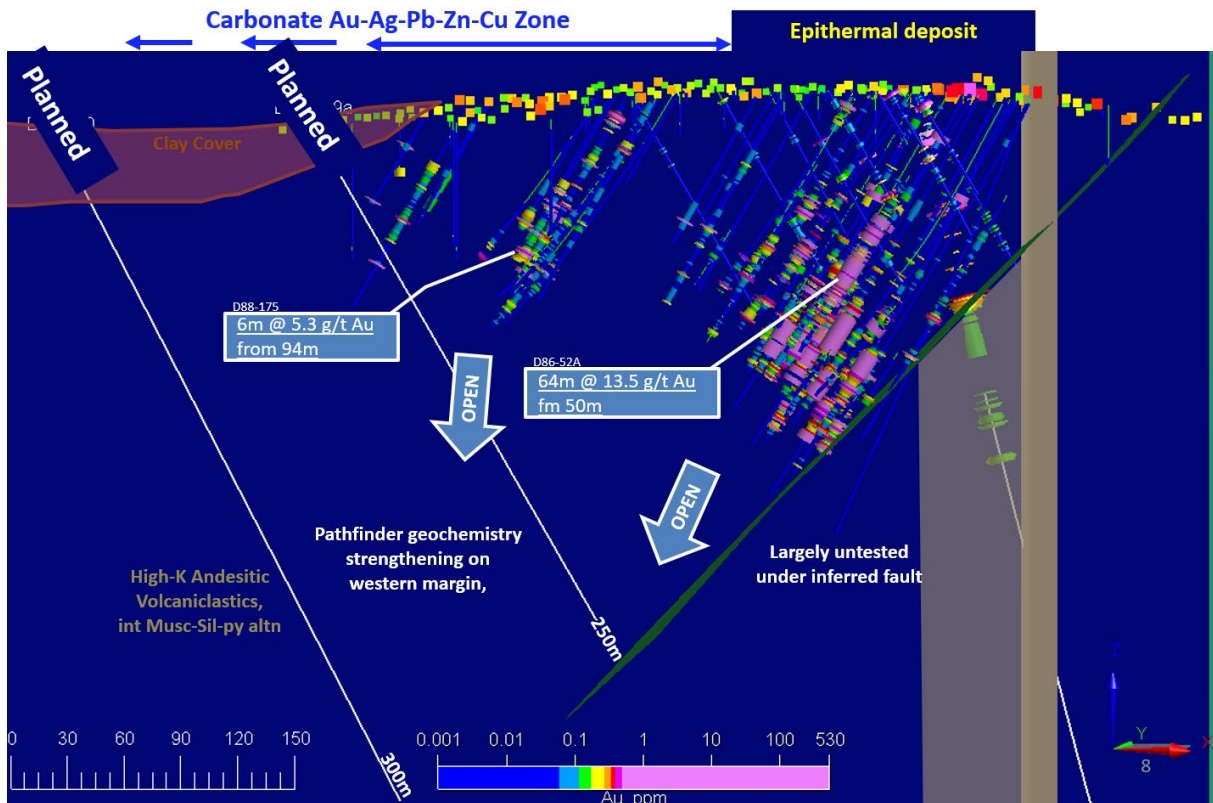 Carbonate Au-Ag-Pb-Zn-Cu Zone
Epithermal deposit
Planned
Planned
9a
Clay Cover
D88-175
6m @ 5.3 g/t Au
from 94m
D86-52A
64m @ 13.5 g/t Au
fm 50m
OPEN
OPEN
Pathfinder geochemistry
strengthening on
western margin,
Largely untested
under inferred fault
High-K Andesitic
Volcaniclastics,
int Musc-Sil-py altn
250m
300m
0 30 60 90 120 150
0.001 0.01 0.1 1 10 100 530
Au ppm
Z
Y
X
8